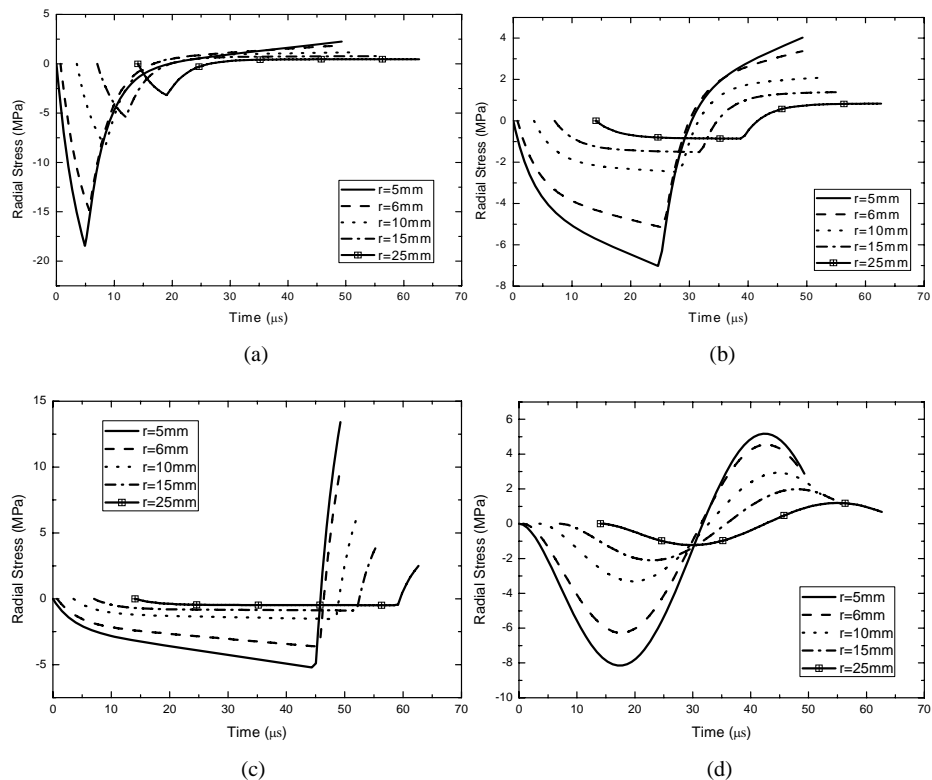 5
0
-5
-10
-15
-20
Radial Stress (MPa)
r=5mm
r=6mm
r=10mm
r=15mm
r=25mm
0 10 20 30 40 50 60 70
Time (μs)
(a)
4
2
0
-2
-4
-6
-8
Radial Stress (MPa)
r=5mm
r=6mm
r=10mm
r=15mm
r=25mm
0 10 20 30 40 50 60 70
Time (μs)
(b)
15
10
5
0
-5
Radial Stress (MPa)
r=5mm
r=6mm
r=10mm
r=15mm
r=25mm
0 10 20 30 40 50 60 70
Time (μs)
(c)
6
4
2
0
-2
-4
-6
-8
-10
Radial Stress (MPa)
r=5mm
r=6mm
r=10mm
r=15mm
r=25mm
0 10 20 30 40 50 60 70
Time (μs)
(d)